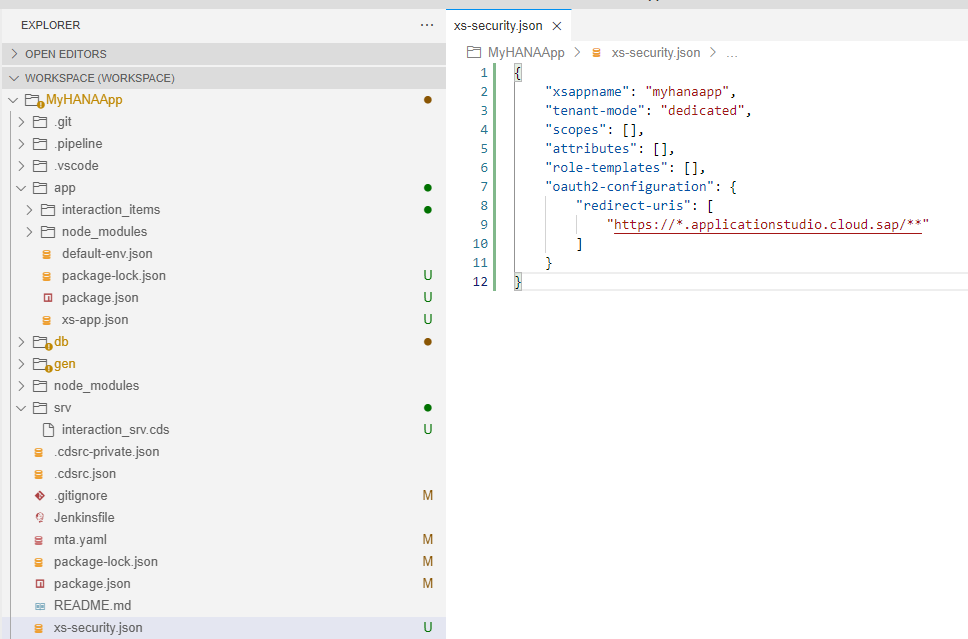 EXPLORER
OPEN EDITORS
WORKSPACE (WORKSPACE)
MyHANAApp
.git
.pipeline
.vscode
app
interaction_items
node_modules
default-env.json
package-lock.json U
package.json U
xs-app.json U
db
gen
node_modules
srv
interaction_srv.cds U
.cdsrc-private.json
.cdsrc.json
.gitignore M
Jenkinsfile
mta.yaml M
package-lock.json M
package.json M
README.md
xs-security.json U
xs-security.json
MyHANAApp > xs-security.json > ...
1 {
2 "xsappname": "myhanaapp",
3 "tenant-mode": "dedicated",
4 "scopes": [],
5 "attributes": [],
6 "role-templates": [],
7 "oauth2-configuration": {
8 "redirect-uris": [
9 "https://*.applicationstudio.cloud.sap/**"
10 ]
11 }
12 }